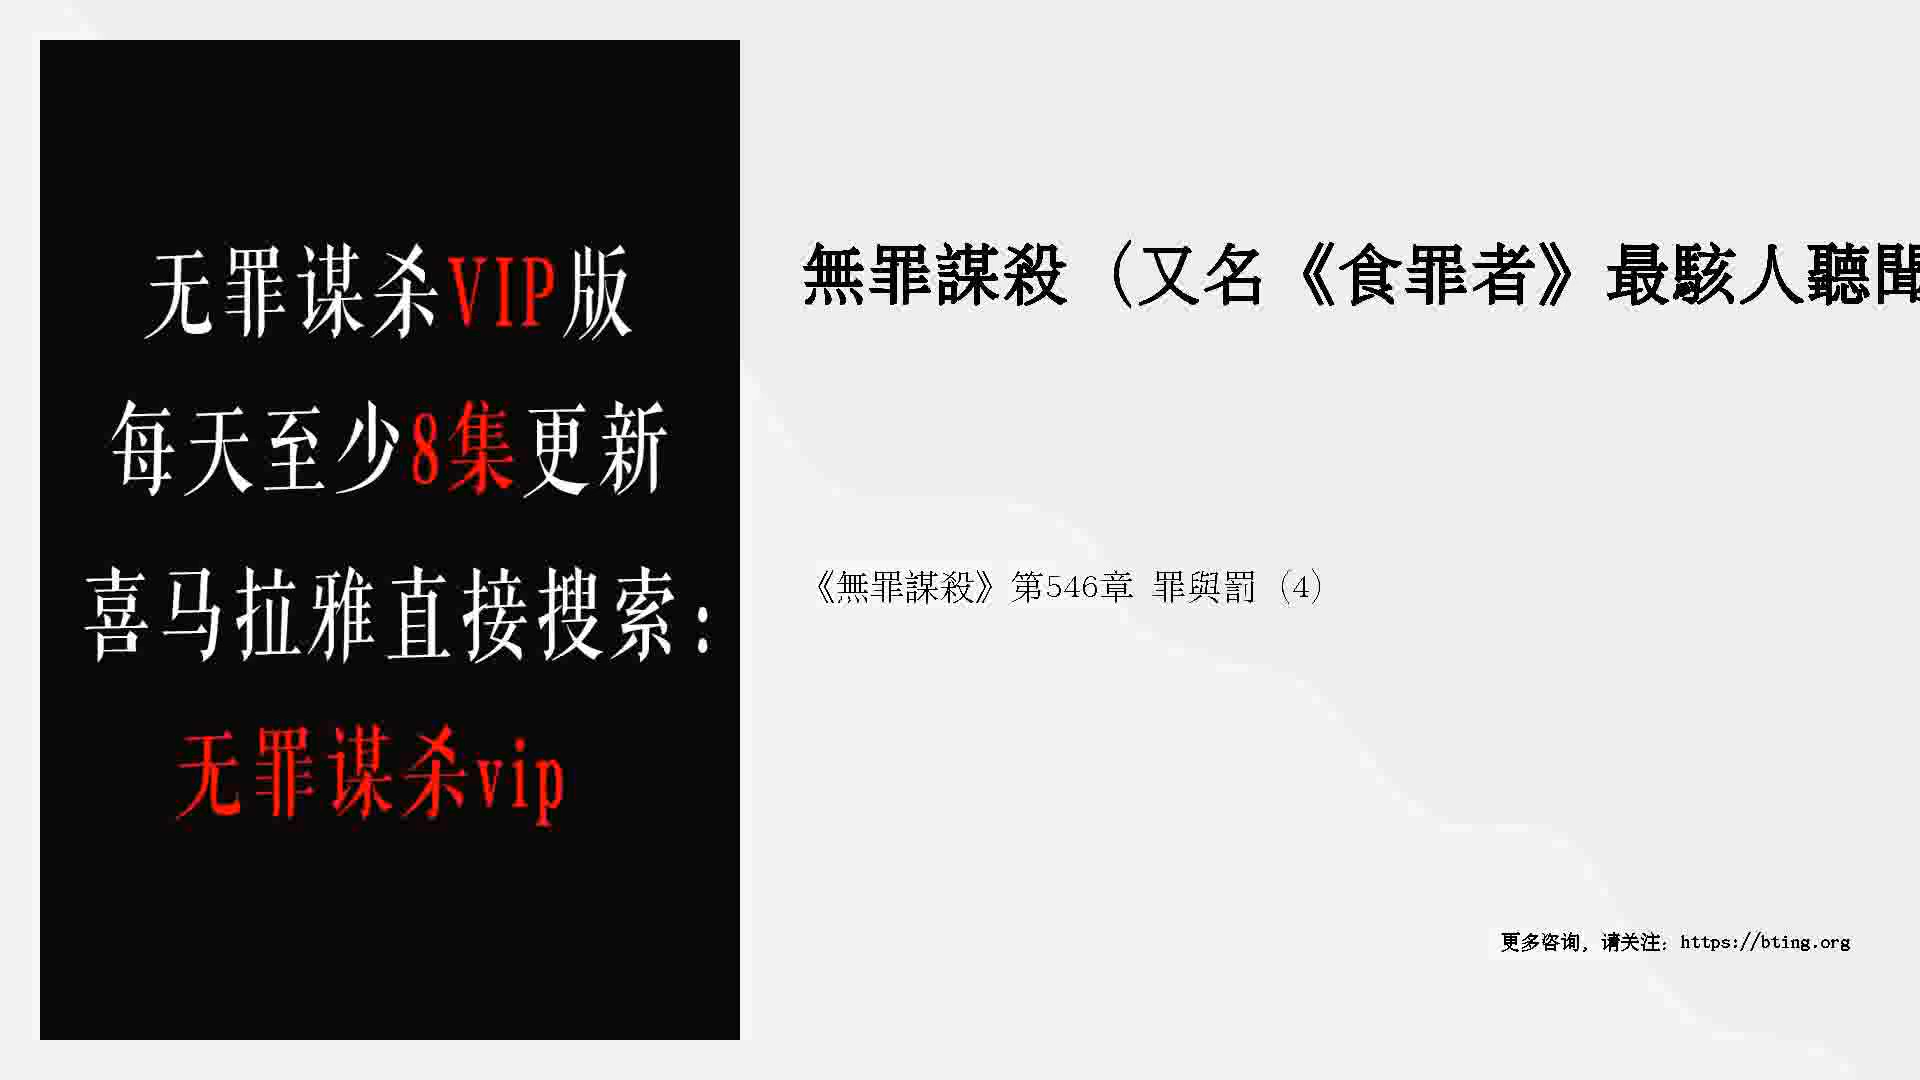 无罪谋杀VIP版
每天至少8集更新
喜马拉雅直接搜索:
无罪谋杀vip
無罪謀殺（又名《食罪者》最駭人聽聞
《無罪謀殺》第546章 罪與罰（4）
更多咨询, 请关注: https://bting.org